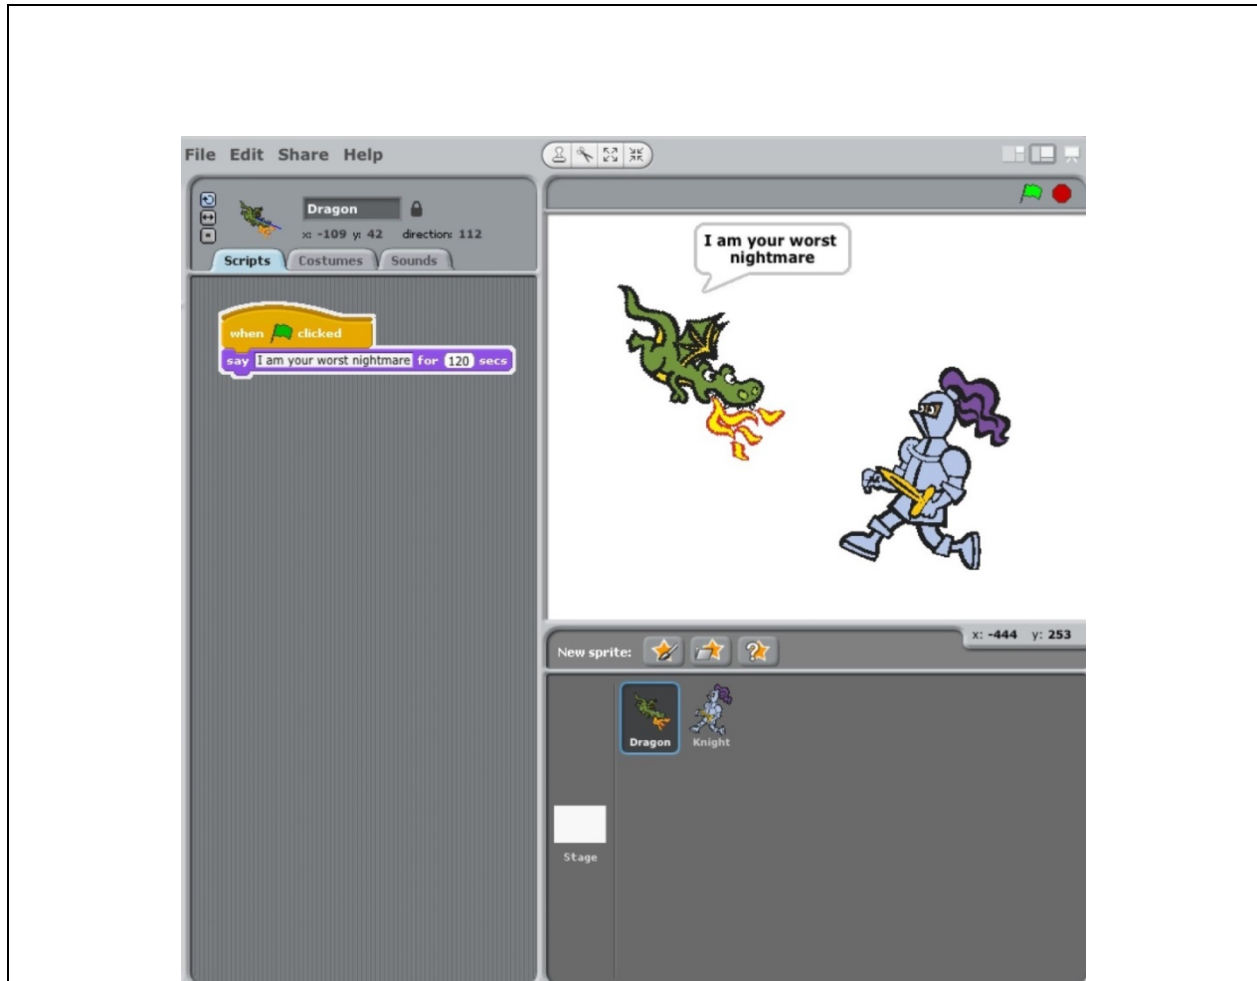 File Edit Share Help
Dragon
x: -109 y: 42 direction: 112
Scripts Costumes Sounds
when clicked
say I am your worst nightmare for 120 secs
I am your worst
nightmare
x: -444 y: 253
New sprite:
Dragon Knight
Stage